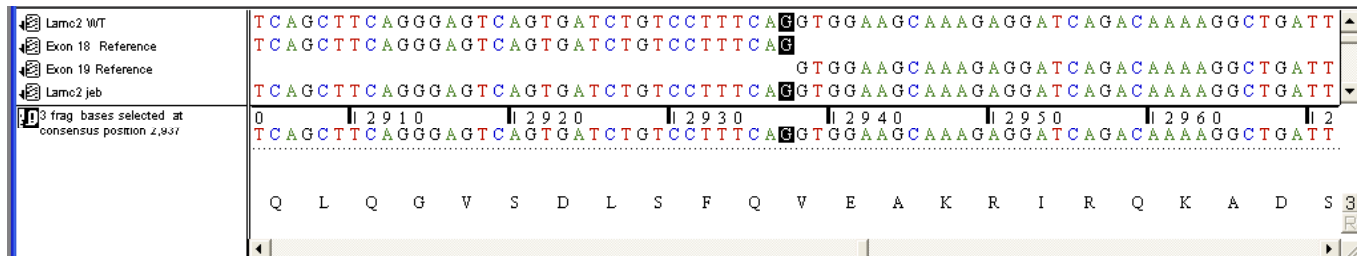 Lamc2 WT TCAGCTTCAGGGAGTCAGTGATCTGTCCTTTCAGGTGGAAGCAAAGAGGATCAGACAAAAGGCTGATT
Exon 18 Reference TCAGCTTCAGGGAGTCAGTGATCTGTCCTTTCAG
Exon 19 Reference GTGGAAGCAAAGAGGATCAGACAAAAGGCTGATT
Lamc2 jeb TCAGCTTCAGGGAGTCAGTGATCTGTCCTTTCAGGTGGAAGCAAAGAGGATCAGACAAAAGGCTGATT
3 frag bases selected at
consensus position 2,937
0 2910 2920 2930 2940 2950 2960 2
TCAGCTTCAGGGAGTCAGTGATCTGTCCTTTCAGGTGGAAGCAAAGAGGATCAGACAAAAGGCTGATT
Q L Q G V S D L S F Q V E A K R I R Q K A D S 3
R